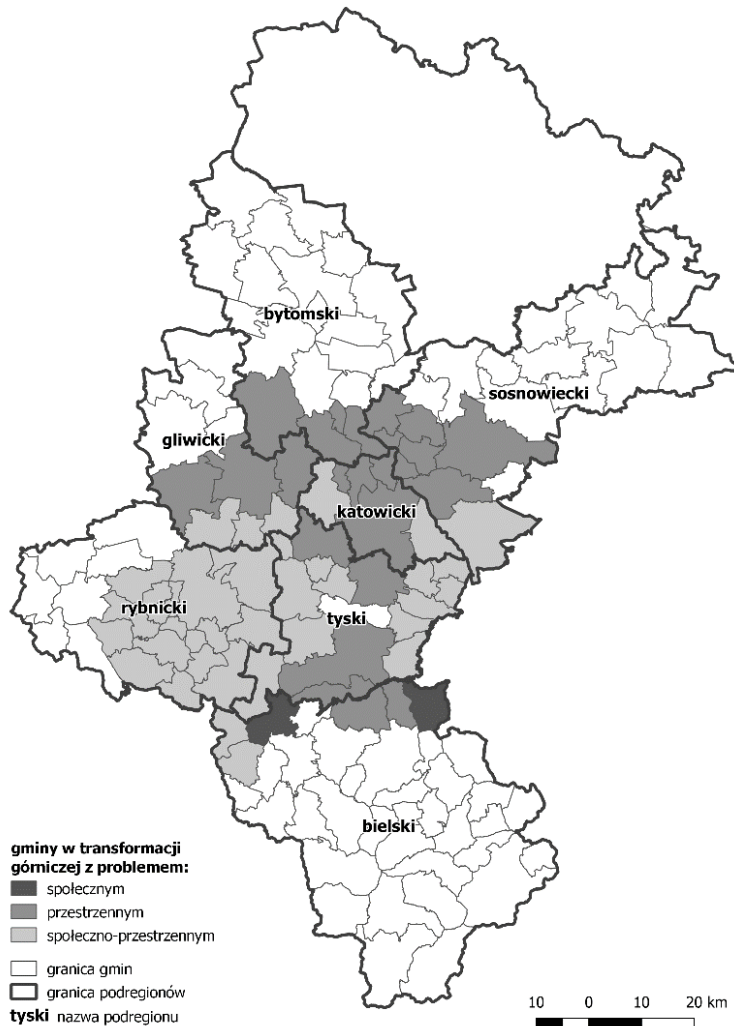 bytomski
sosnowiecki
gliwicki
katowicki
rybnicki
tyski
bielski
gminy w transformacji
górniczej z problemem:
społecznym
przestrzennym
społeczno-przestrzennym
granica gmin
granica podregionów
tyski nazwa podregionu
10 0 10 20 km